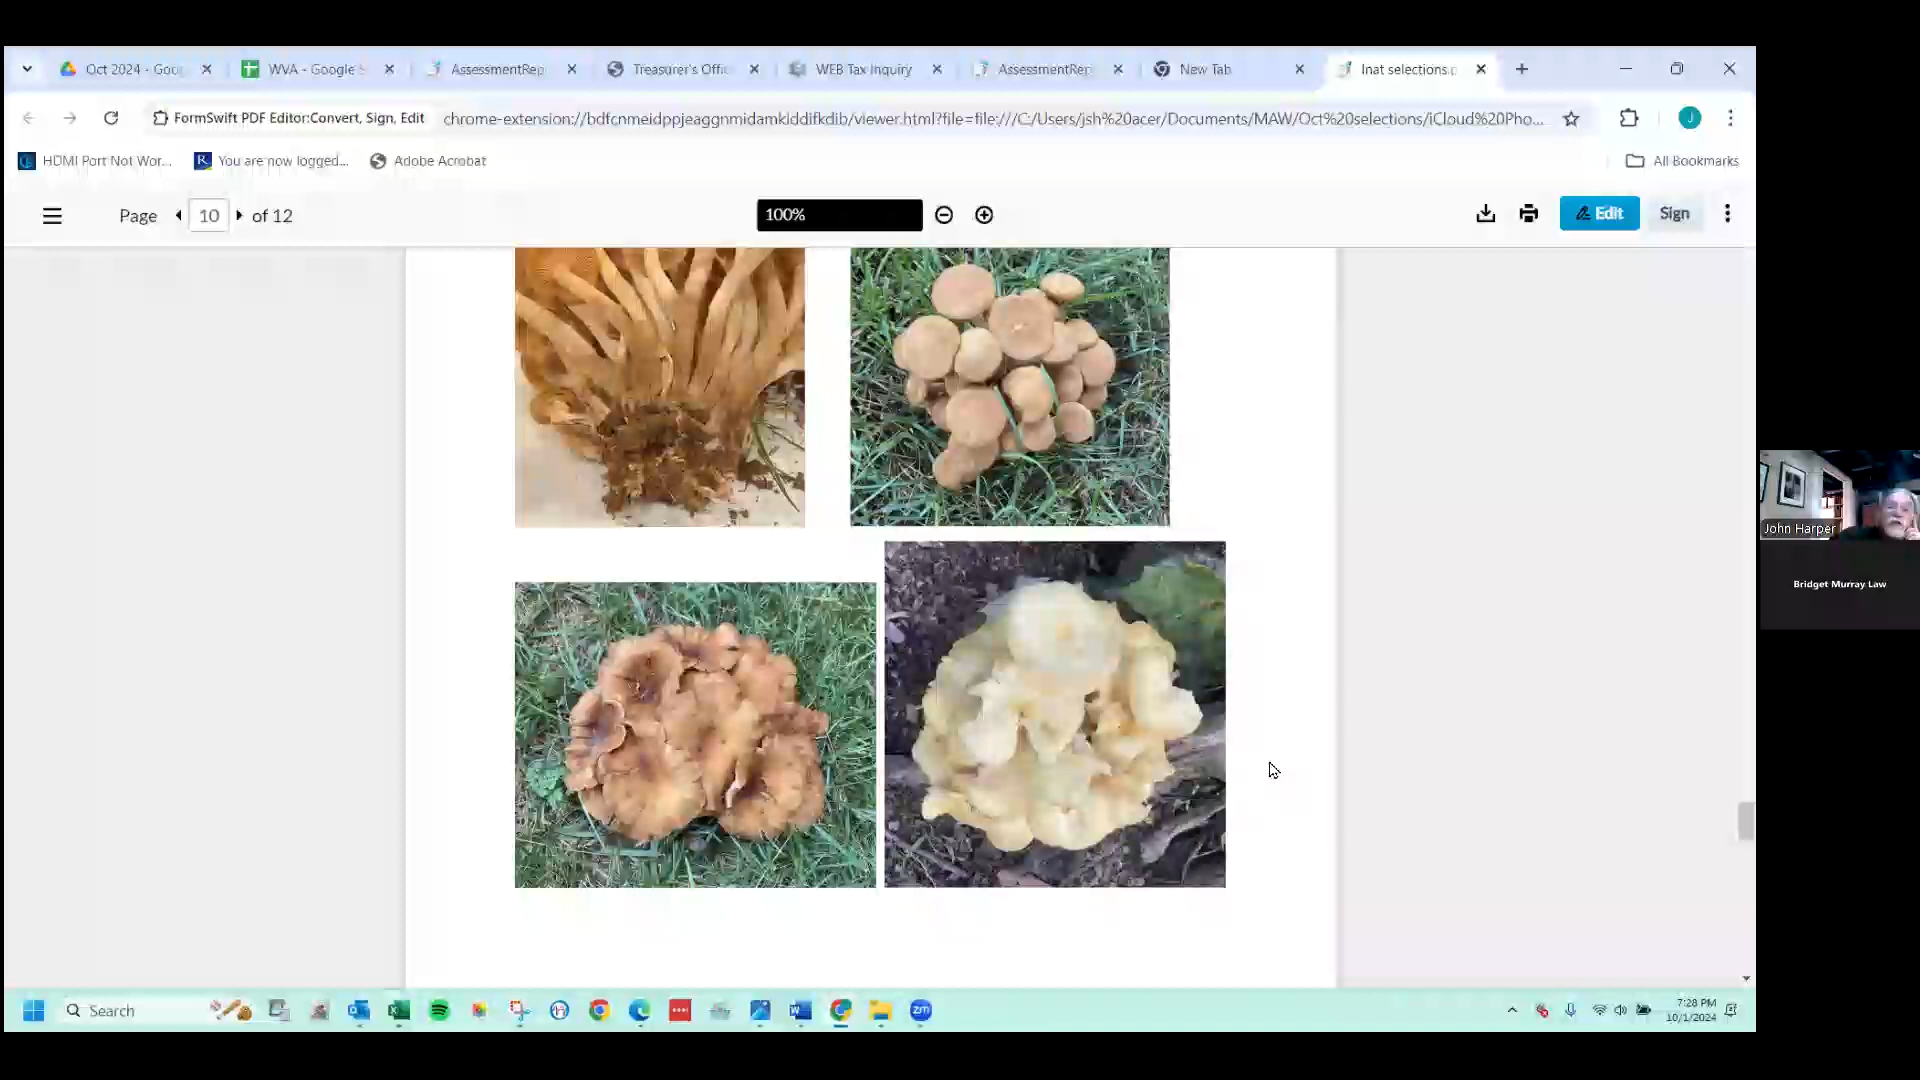 Oct 2024 - Goo
WVA - Google S
AssessmentRep
Treasurer's Offic
WEB Tax Inquiry
AssessmentRep
New Tab
Inat selections.p
FormSwift PDF Editor:Convert, Sign, Edit
chrome-extension://bdfcnmeidppjeaggnmidamkiddifkdib/viewer.html?file=file:///C:/Users/jsh%20acer/Documents/MAW/Oct%20selections/iCloud%20Pho...
J
HDMI Port Not Wor...
R
You are now logged...
Adobe Acrobat
All Bookmarks
Page 10 of 12
100%
Edit
Sign
John Harper
Bridget Murray Law
Search
zm
7:28 PM
10/1/2024